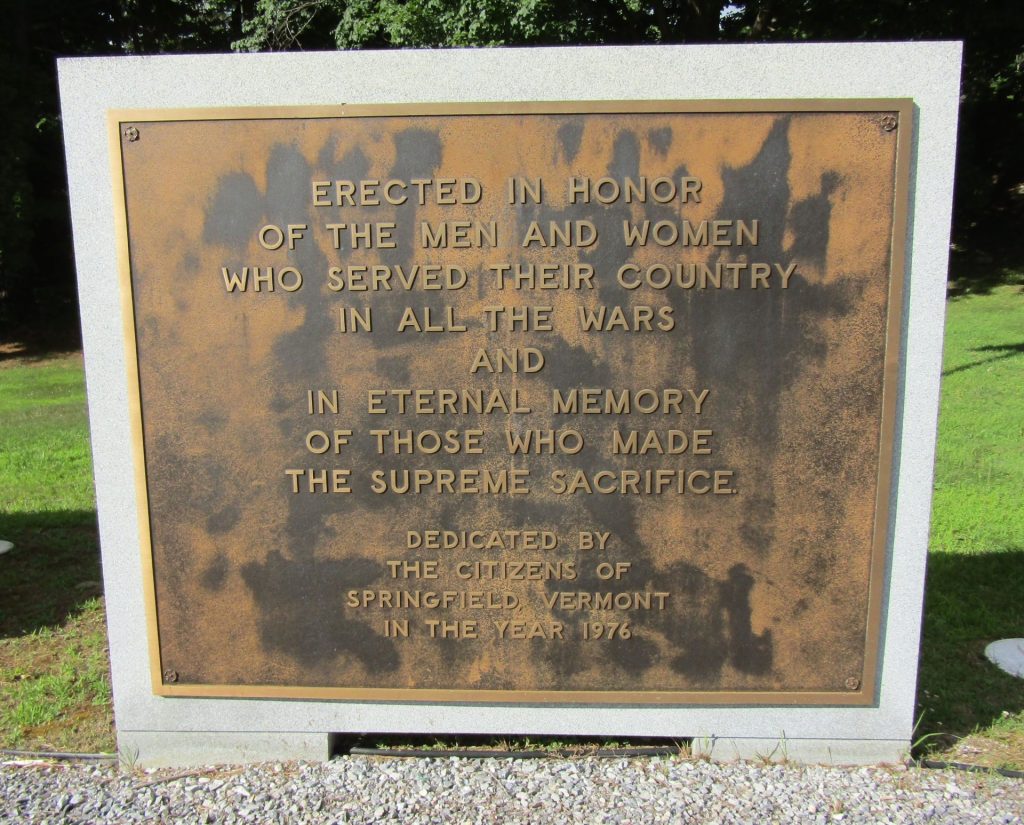 ERECTED IN HONOR
OF THE MEN AND WOMEN
WHO SERVED THEIR COUNTRY
IN ALL THE WARS
AND
IN ETERNAL MEMORY
OF THOSE WHO MADE
THE SUPREME SACRIFICE.
DEDICATED BY
THE CITIZENS OF
SPRINGFIELD, VERMONT
IN THE YEAR 1976